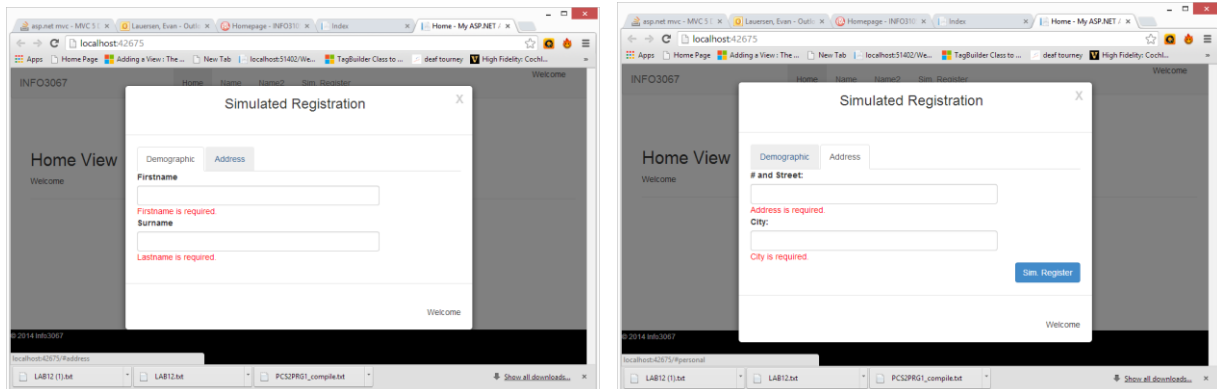 asp.net mvc - MVC 5 Lauersen, Evan - Outlo Homepage - INFO310 Index Home - My ASP.NET
localhost:42675
Apps Home Page Adding a View : The ... New Tab localhost:51402/We... TagBuilder Class to ... deaf tourney High Fidelity: Cochl...
INFO3067 Home Name Name2 Sim. Register Welcome
Simulated Registration X
Home View
Welcome
Demographic Address
Firstname
Firstname is required.
Surname
Lastname is required.
Welcome
© 2014 Info3067
localhost:42675/#address
LAB12 (1).txt LAB12.txt PCS2PRG1_compile.txt Show all downloads...
asp.net mvc - MVC 5 Lauersen, Evan - Outlo Homepage - INFO310 Index Home - My ASP.NET
localhost:42675
Apps Home Page Adding a View : The ... New Tab localhost:51402/We... TagBuilder Class to ... deaf tourney High Fidelity: Cochl...
INFO3067 Home Name Name2 Sim. Register Welcome
Simulated Registration X
Home View
Welcome
Demographic Address
# and Street:
Address is required.
City:
City is required.
Sim. Register
Welcome
© 2014 Info3067
localhost:42675/#personal
LAB12 (1).txt LAB12.txt PCS2PRG1_compile.txt Show all downloads...